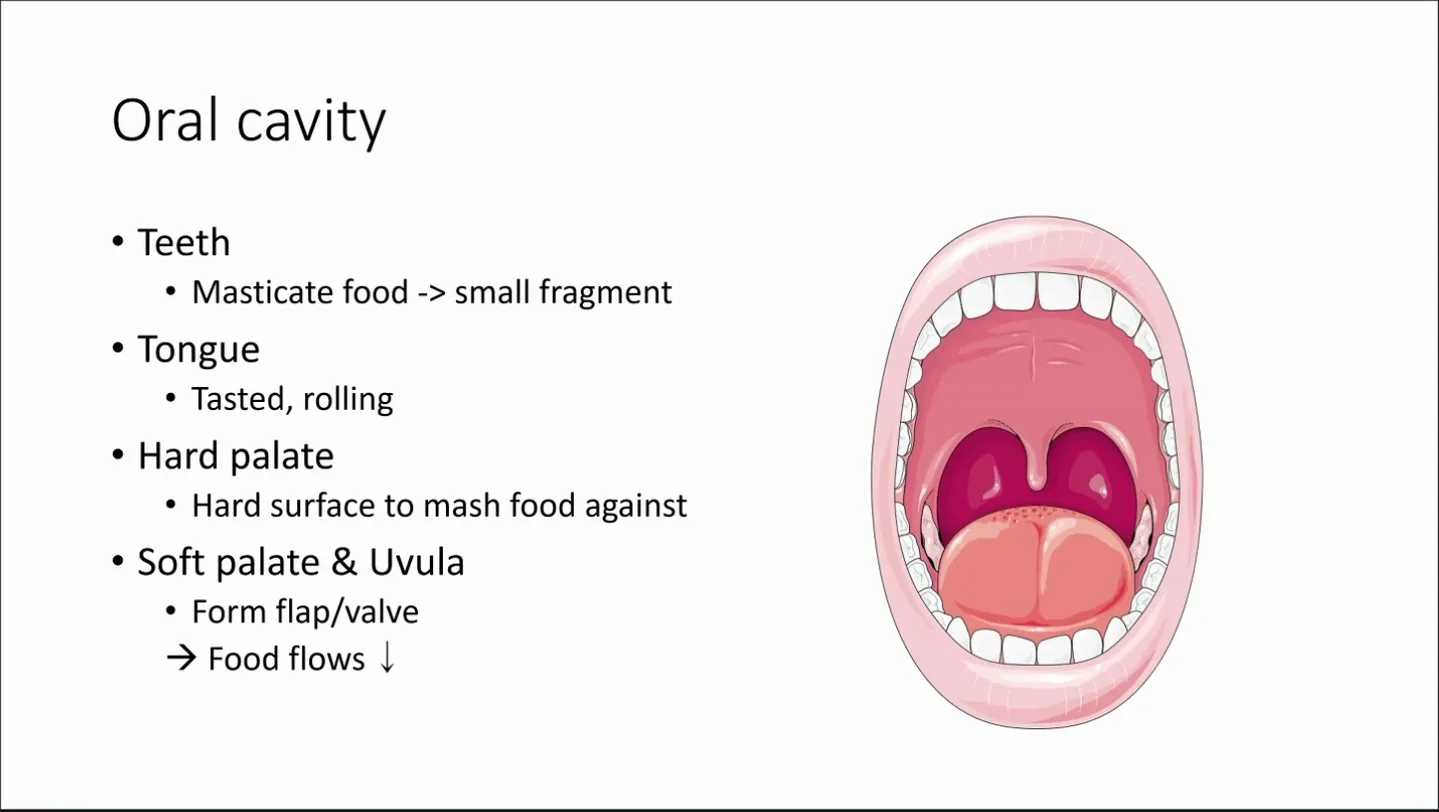 Oral cavity
• Teeth
• Masticate food -> small fragment
• Tongue
• Tasted, rolling
• Hard palate
• Hard surface to mash food against
• Soft palate & Uvula
• Form flap/valve
→ Food flows ↓